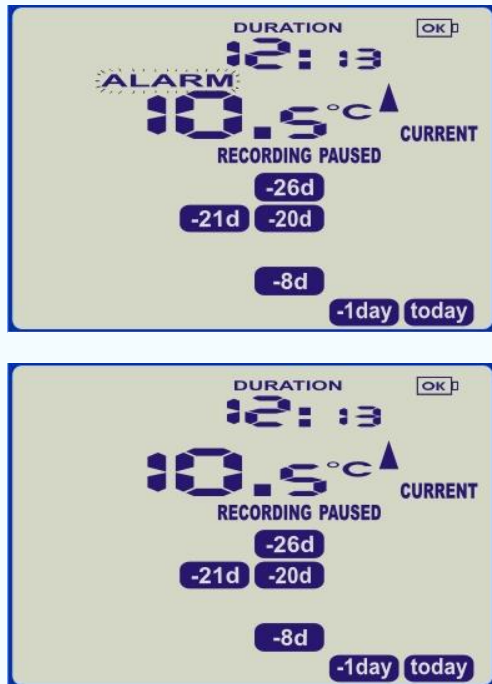 DURATION OK
12:13
ALARM
10.5°C
CURRENT
RECORDING PAUSED
-26d
-21d -20d
-8d
-1day today
DURATION OK
12:13
10.5°C
CURRENT
RECORDING PAUSED
-26d
-21d -20d
-8d
-1day today